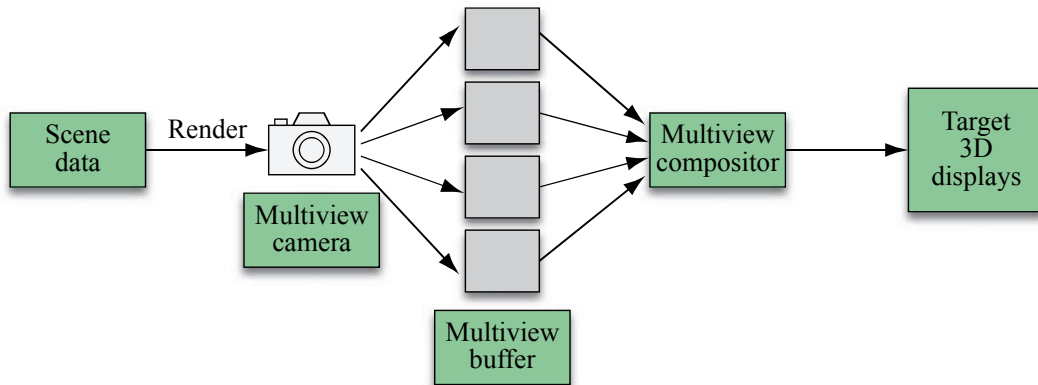 Scene
data
Render
Multiview
camera
Multiview
buffer
Multiview
compositor
Target
3D
displays